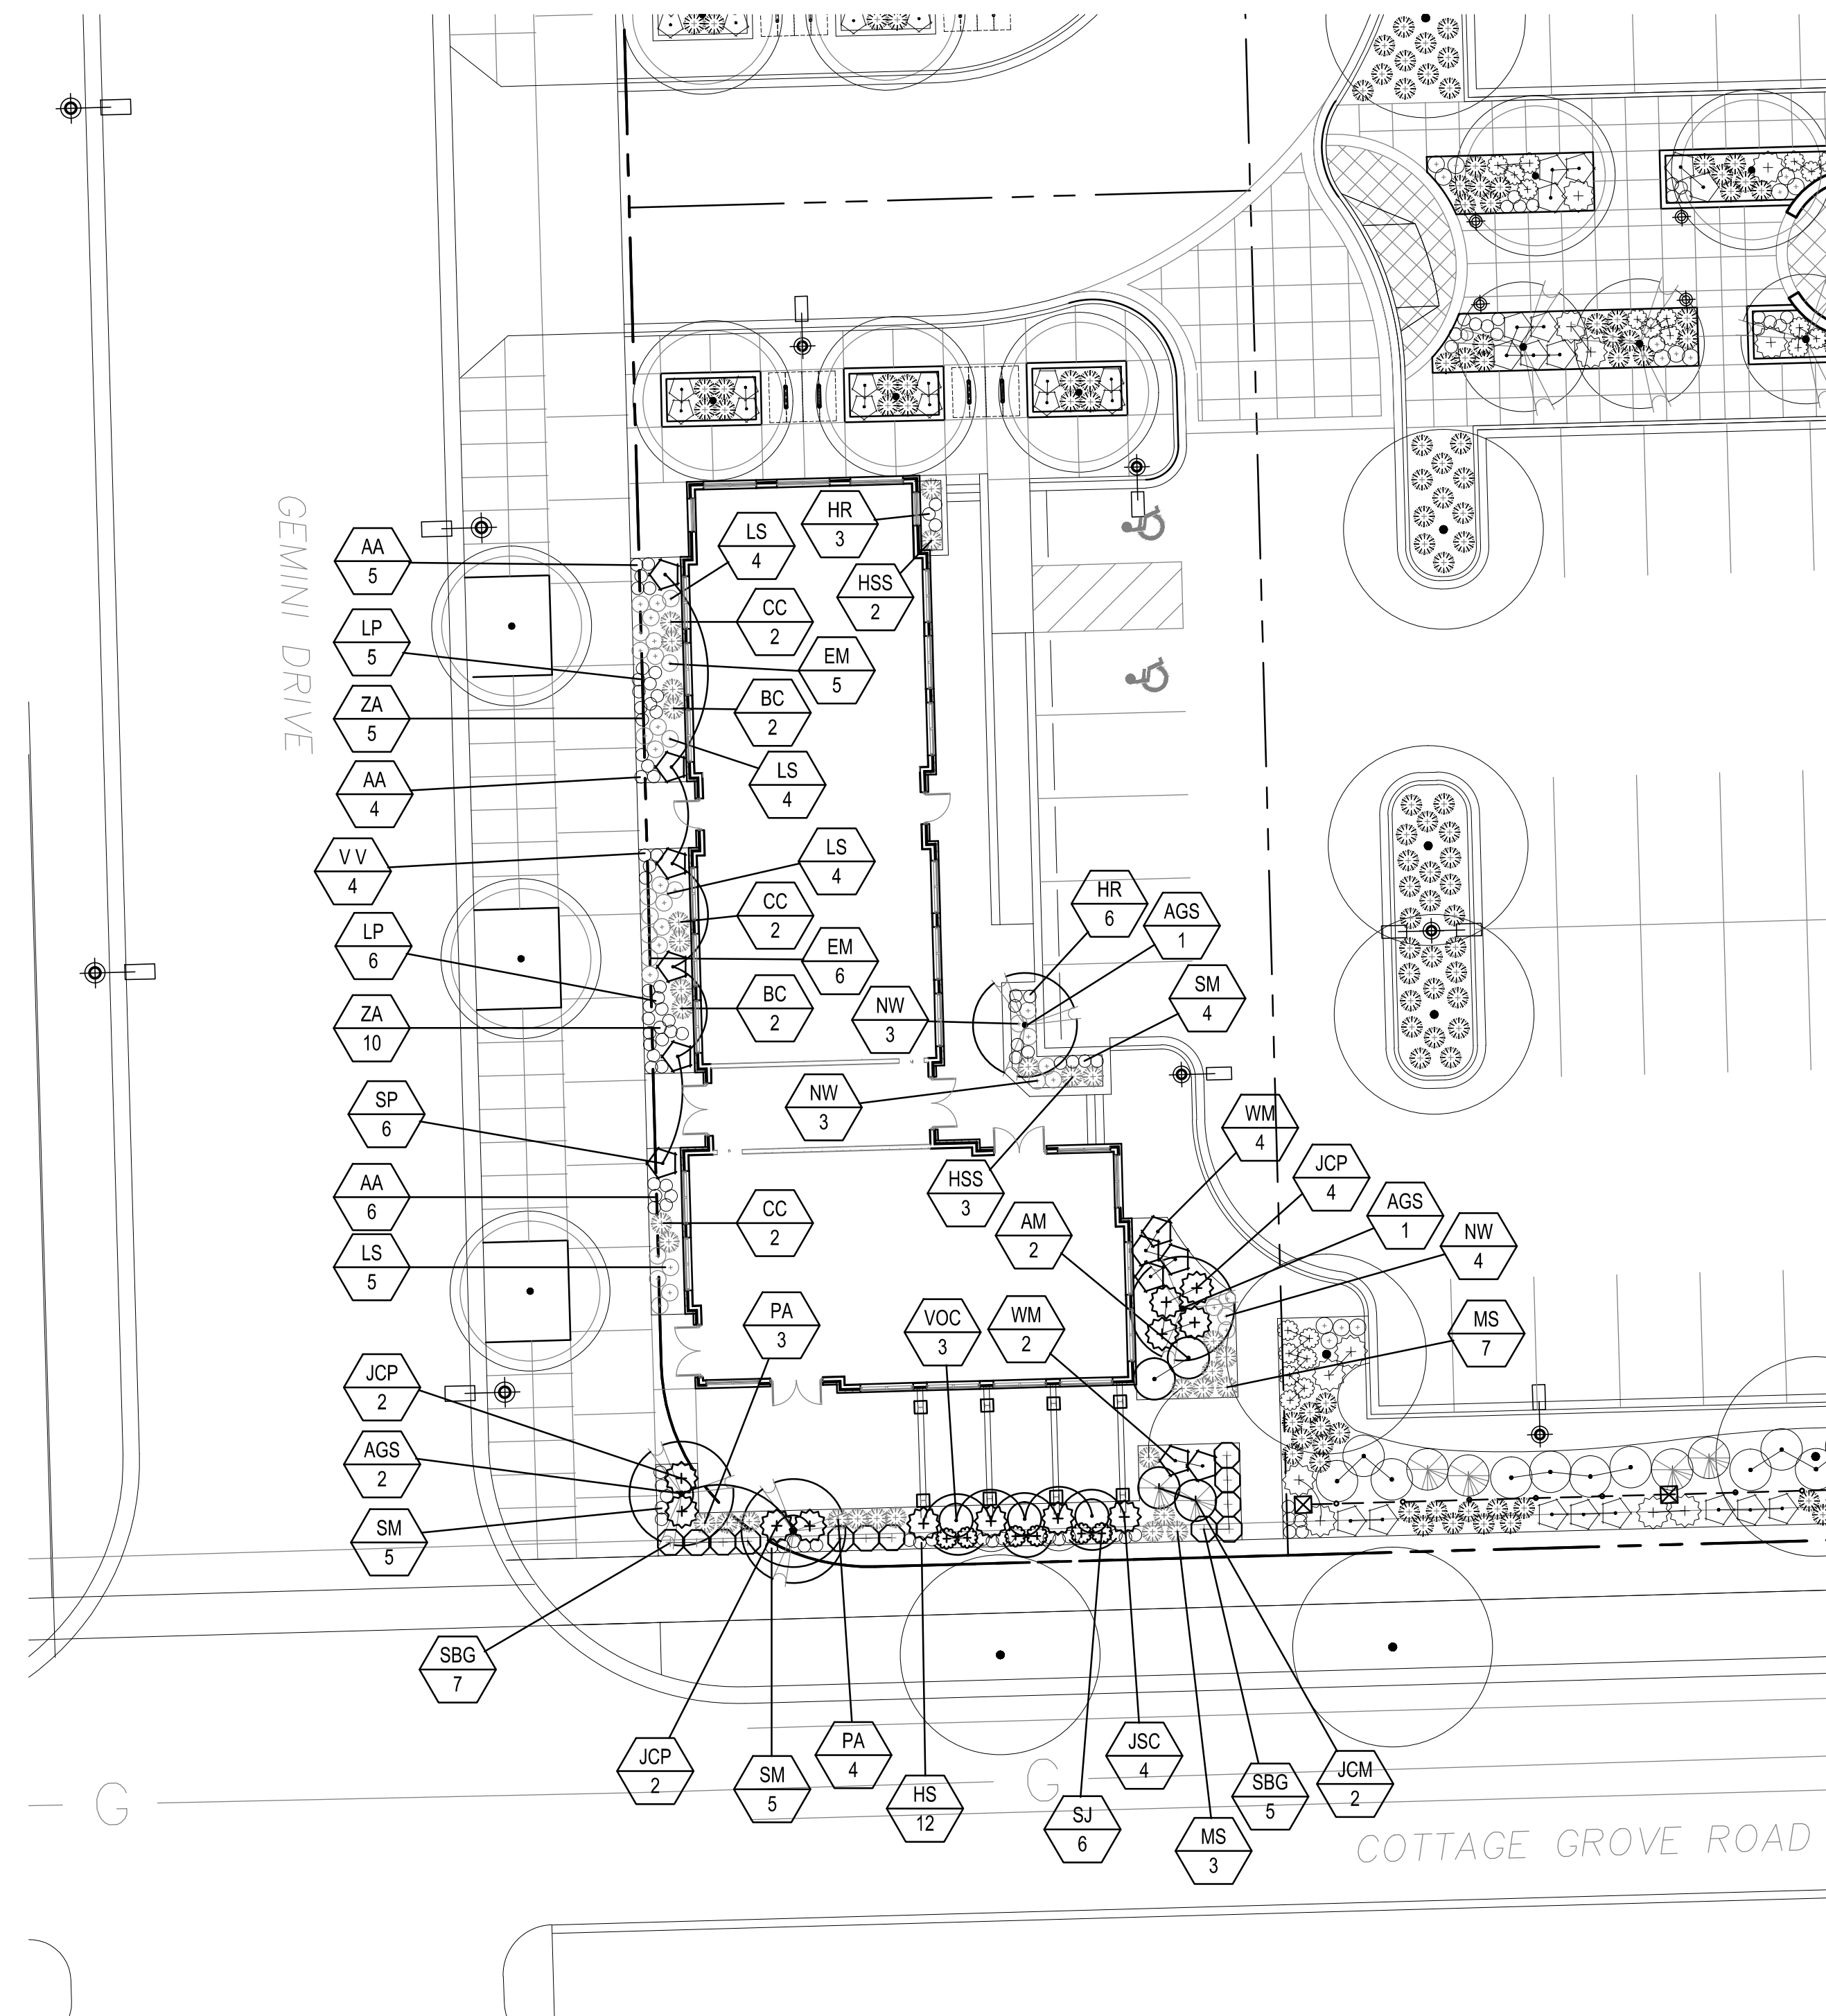 HR
3
LS
4
AA
5
HSS
2
CC
2
LP
5
EM
5
GEMINI DRIVE
ZA
5
BC
2
LS
4
AA
4
LS
4
V V
4
HR
6
CC
2
AGS
1
LP
6
EM
6
SM
4
BC
2
NW
3
ZA
10
NW
3
SP
6
WM
4
JCP
4
HSS
3
AA
6
CC
2
AM
2
AGS
1
NW
4
LS
5
PA
3
VOC
3
WM
2
MS
7
JCP
2
AGS
2
SM
5
SBG
7
JCP
2
PA
4
SM
5
JSC
4
HS
12
SBG
5
JCM
2
G
G
SJ
6
MS
3
COTTAGE GROVE ROAD